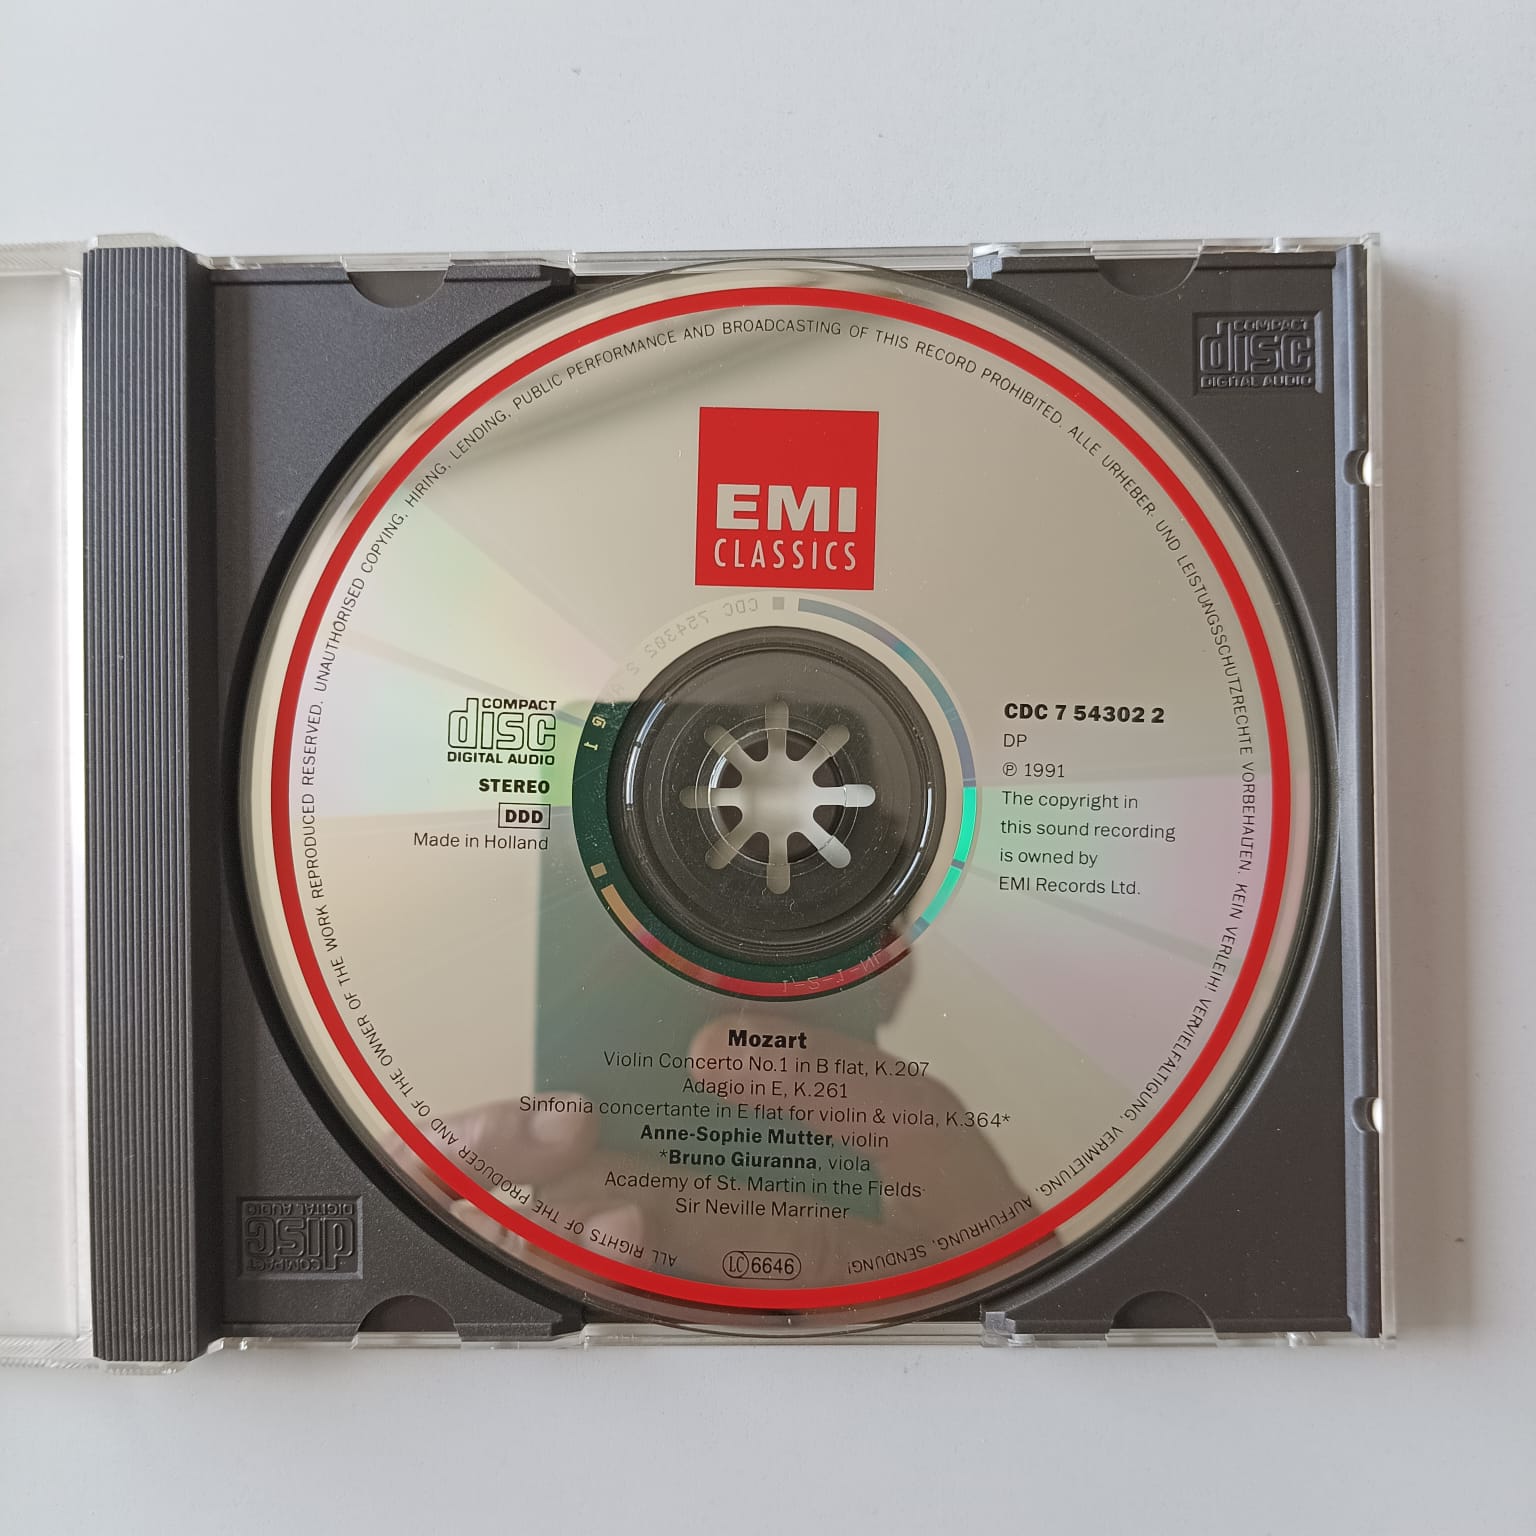 EMI
CLASSICS
COMPACT
disc
DIGITAL AUDIO
STEREO
DDD
Made in Holland
CDC 7 54302 2
DP
℗ 1991
The copyright in
this sound recording
is owned by
EMI Records Ltd.
Mozart
Violin Concerto No.1 in B flat, K.207
Adagio in E, K.261
Sinfonia concertante in E flat for violin & viola, K.364*
Anne-Sophie Mutter, violin
*Bruno Giuranna, viola
Academy of St. Martin in the Fields
Sir Neville Marriner
LC 6646
ALL RIGHTS OF THE PRODUCER AND OF THE OWNER OF THE WORK REPRODUCED RESERVED. UNAUTHORISED COPYING, HIRING, LENDING, PUBLIC PERFORMANCE AND BROADCASTING OF THIS RECORD PROHIBITED. ALLE URHEBER- UND LEISTUNGSSCHUTZRECHTE VORBEHALTEN. KEIN VERLEIH! VERVIELFÄLTIGUNG, VERMIETUNG, AUFFÜHRUNG, SENDUNG!
CDC 754302 2
COMPACT
disc
DIGITAL AUDIO
COMPACT
disc
DIGITAL AUDIO